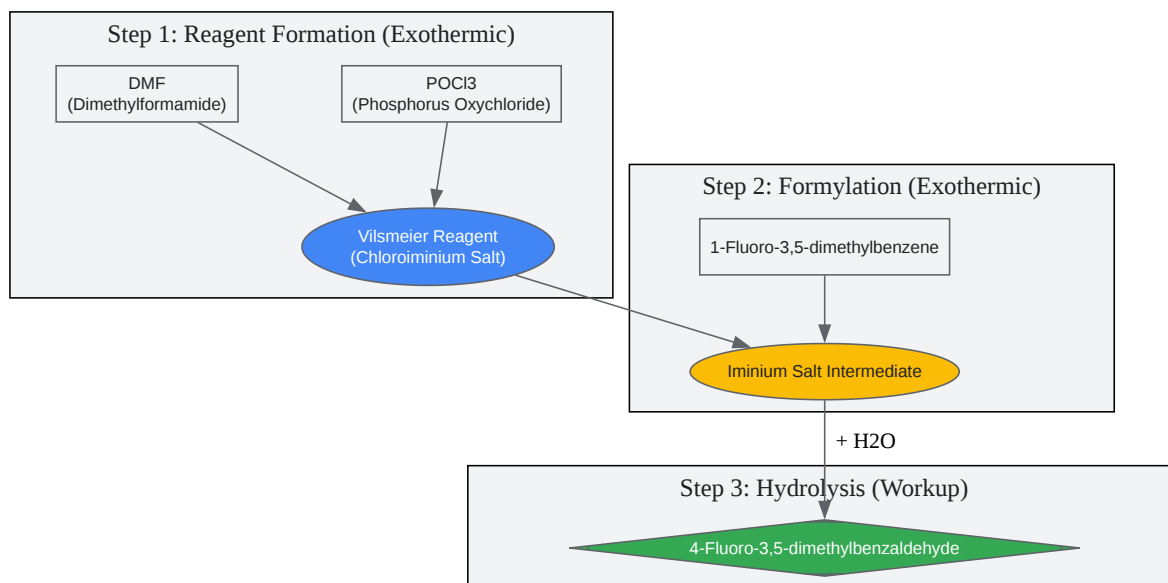 Step 1: Reagent Formation (Exothermic)
DMF
(Dimethylformamide)
POCl3
(Phosphorus Oxychloride)
Vilsmeier Reagent
(Chloroiminium Salt)
Step 2: Formylation (Exothermic)
1-Fluoro-3,5-dimethylbenzene
Iminium Salt Intermediate
+ H2O
Step 3: Hydrolysis (Workup)
4-Fluoro-3,5-dimethylbenzaldehyde